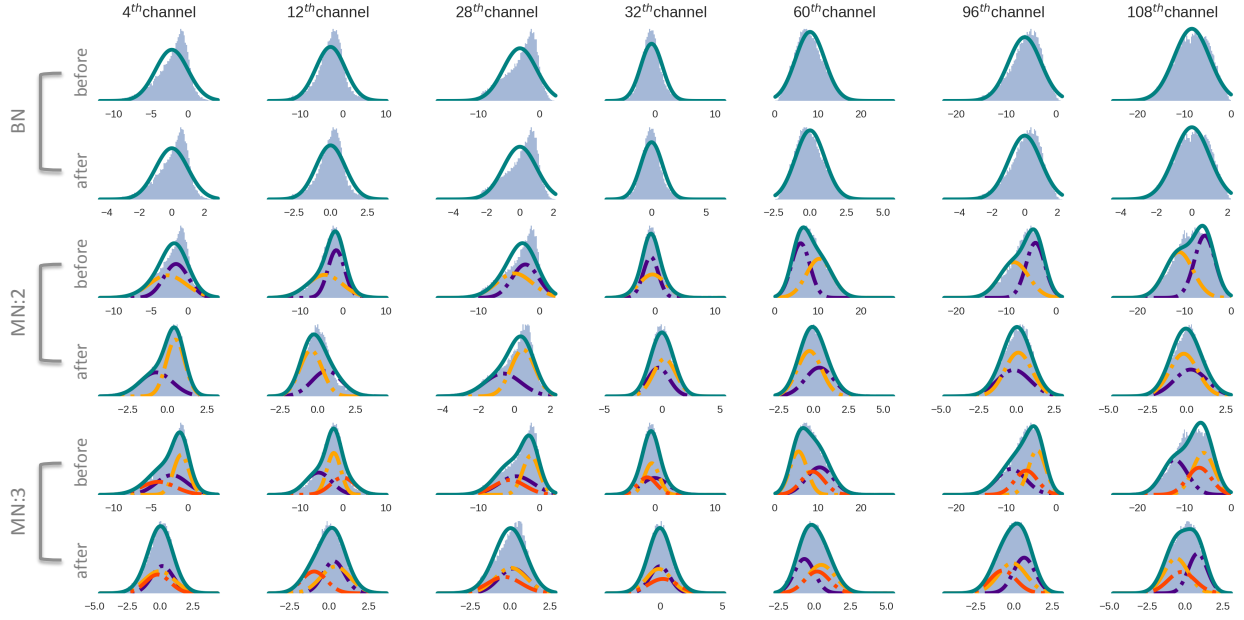 4thchannel 12thchannel 28thchannel 32thchannel 60thchannel 96thchannel 108thchannel
BN
before
−10 −5 0 −10 0 10 −10 0 0 10 0 10 20 −20 −10 0 −20 −10 0
after
−4 −2 0 2 −2.5 0.0 2.5 −4 −2 0 2 0 5 −2.5 0.0 2.5 5.0 −4 −2 0 −4 −2 0 2
MN:2
before
−10 −5 0 −10 0 10 −10 0 0 10 0 10 20 −20 −10 0 −20 −10 0
after
−2.5 0.0 2.5 −2.5 0.0 2.5 −4 −2 0 2 −5 0 5 −2.5 0.0 2.5 5.0 −5.0 −2.5 0.0 2.5 −5.0 −2.5 0.0 2.5
MN:3
before
−10 −5 0 −10 0 10 −10 0 0 10 0 10 20 −20 −10 0 −20 −10 0
after
−5.0 −2.5 0.0 2.5 −2.5 0.0 2.5 −2.5 0.0 2.5 0 5 −2.5 0.0 2.5 5.0 −5.0 −2.5 0.0 2.5 −5.0 −2.5 0.0 2.5